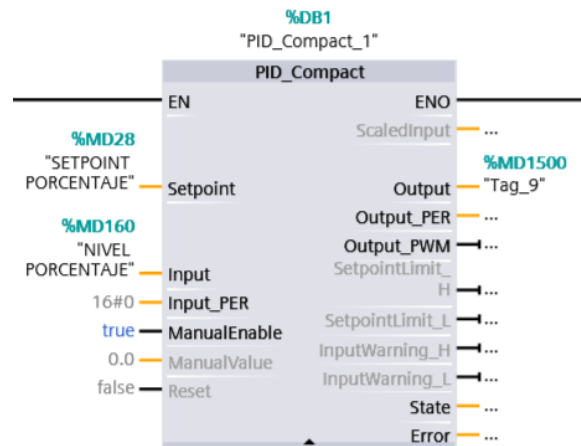 %DB1
"PID_Compact_1"
PID_Compact
EN ENO
ScaledInput ...
%MD28
"SETPOINT
PORCENTAJE" Setpoint
%MD1500
Output "Tag_9"
Output_PER ...
%MD160
"NIVEL
PORCENTAJE" Input
Output_PWM ...
SetpointLimit_
H ...
16#0 Input_PER
SetpointLimit_L ...
true ManualEnable
InputWarning_H ...
0.0 ManualValue
InputWarning_L ...
false Reset
State ...
Error ...